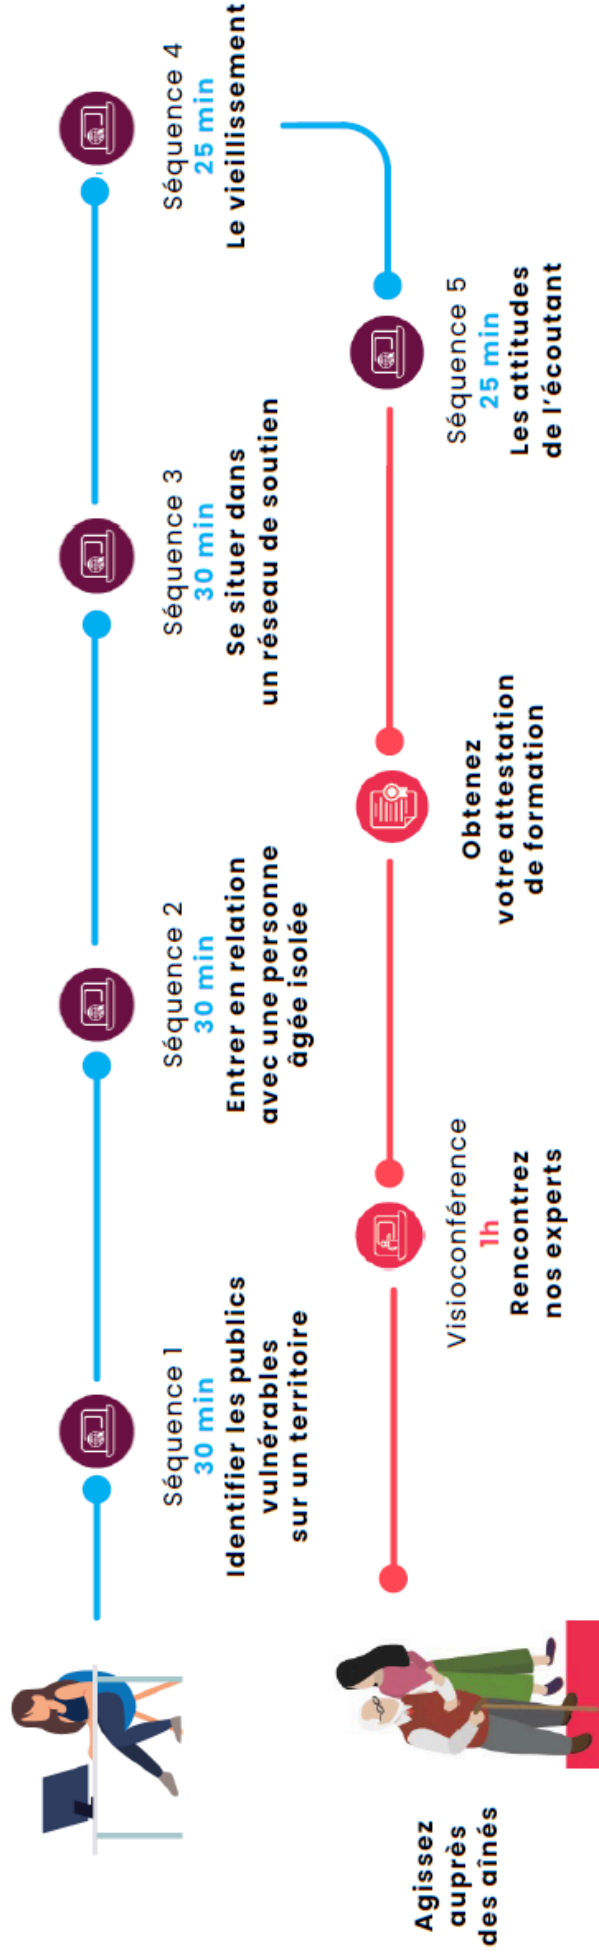 Séquence 1
30 min
Identifier les publics
vulnérables
sur un territoire
Séquence 2
30 min
Entrer en relation
avec une personne
âgée isolée
Séquence 3
30 min
Se situer dans
un réseau de soutien
Séquence 4
25 min
Le vieillissement
Séquence 5
25 min
Les attitudes
de l'écoutant
Obtenez
votre attestation
de formation
Visioconférence
1h
Rencontrez
nos experts
Agissez
auprès
des aînés